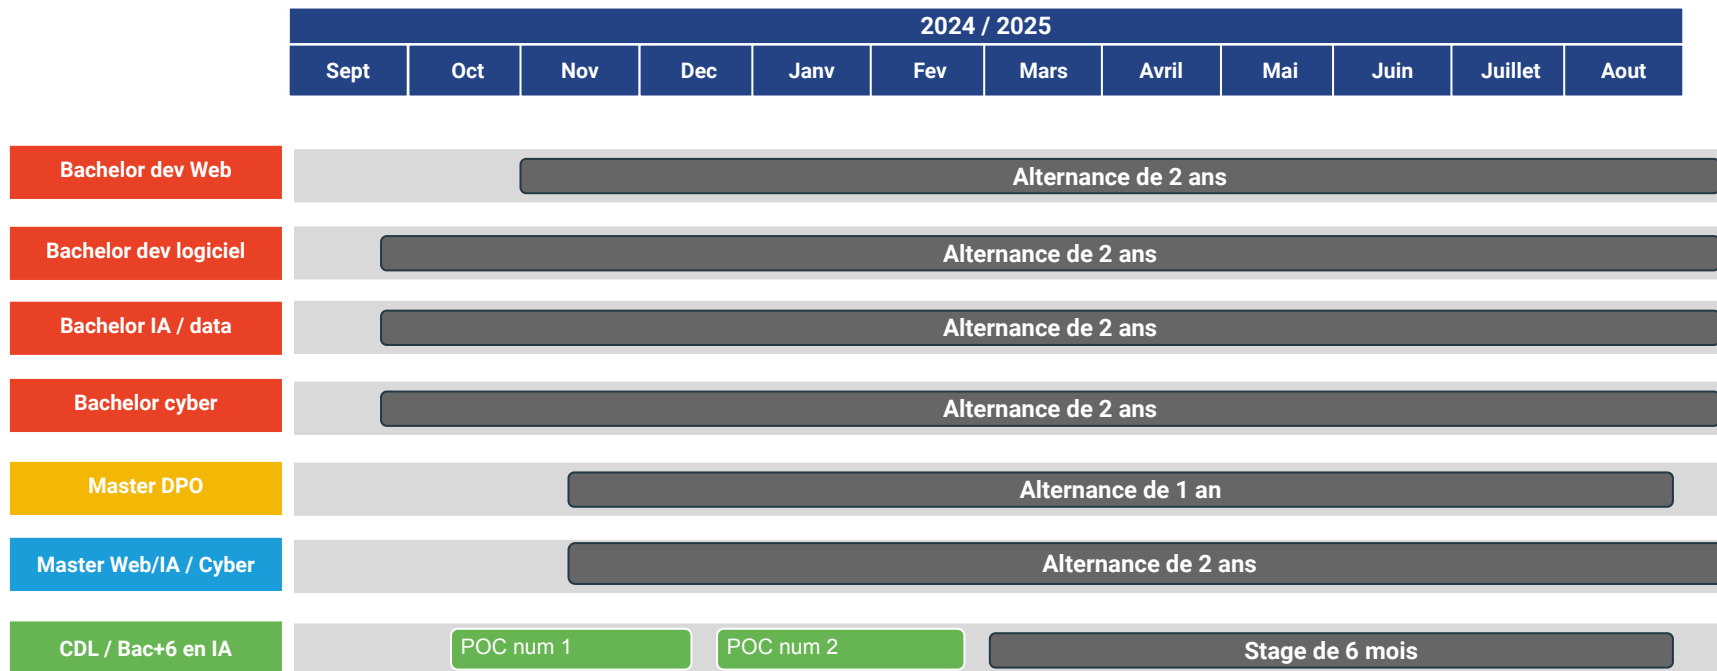 2024 / 2025
Sept Oct Nov Dec Janv Fev Mars Avril Mai Juin Juillet Aout
Bachelor dev Web
Alternance de 2 ans
Bachelor dev logiciel
Alternance de 2 ans
Bachelor IA / data
Alternance de 2 ans
Bachelor cyber
Alternance de 2 ans
Master DPO
Alternance de 1 an
Master Web/IA / Cyber
Alternance de 2 ans
CDL / Bac+6 en IA
POC num 1
POC num 2
Stage de 6 mois